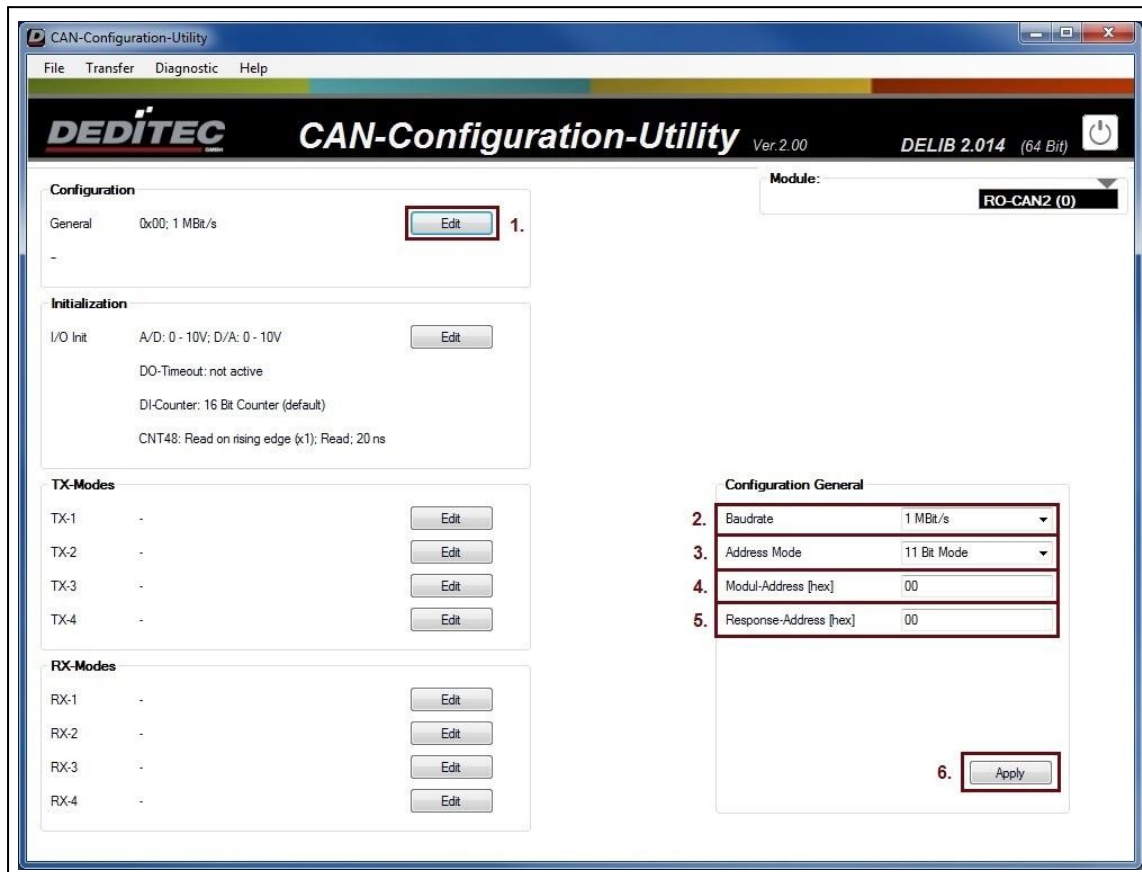 CAN-Configuration-Utility
File Transfer Diagnostic Help
DEDITEC
GMBH
CAN-Configuration-Utility Ver.2.00
DELIB 2.014 (64 Bit)
Module:
RO-CAN2 (0)
Configuration
General 0x00; 1 MBit/s Edit 1.
-
Initialization
I/O Init A/D: 0 - 10V; D/A: 0 - 10V Edit
DO-Timeout: not active
DI-Counter: 16 Bit Counter (default)
CNT48: Read on rising edge (x1); Read; 20 ns
TX-Modes
TX-1 - Edit
TX-2 - Edit
TX-3 - Edit
TX-4 - Edit
RX-Modes
RX-1 - Edit
RX-2 - Edit
RX-3 - Edit
RX-4 - Edit
Configuration General
2. Baudrate 1 MBit/s
3. Address Mode 11 Bit Mode
4. Modul-Address [hex] 00
5. Response-Address [hex] 00
6. Apply